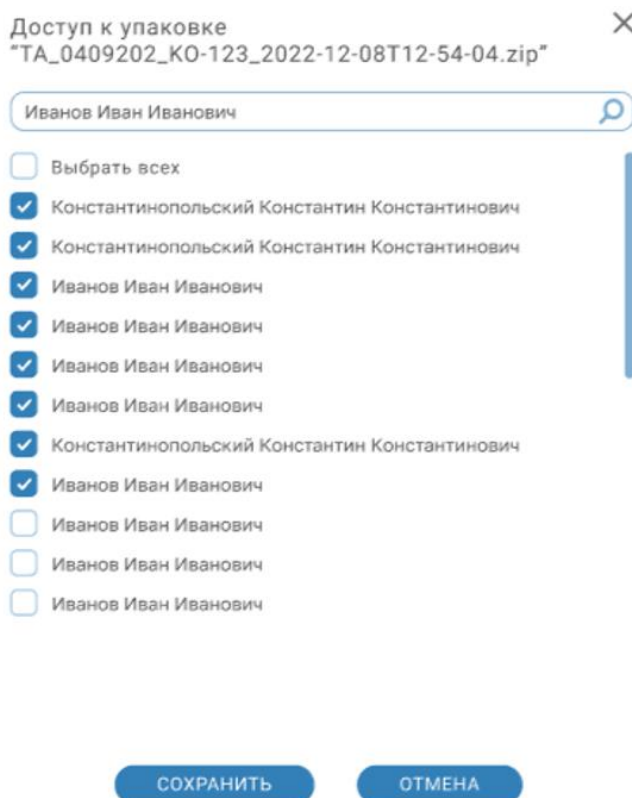 Доступ к упаковке
“TA_0409202_KO-123_2022-12-08T12-54-04.zip”
Иванов Иван Иванович
Выбрать всех
Константинопольский Константин Константинович
Константинопольский Константин Константинович
Иванов Иван Иванович
Иванов Иван Иванович
Иванов Иван Иванович
Иванов Иван Иванович
Константинопольский Константин Константинович
Иванов Иван Иванович
Иванов Иван Иванович
Иванов Иван Иванович
Иванов Иван Иванович
СОХРАНИТЬ ОТМЕНА